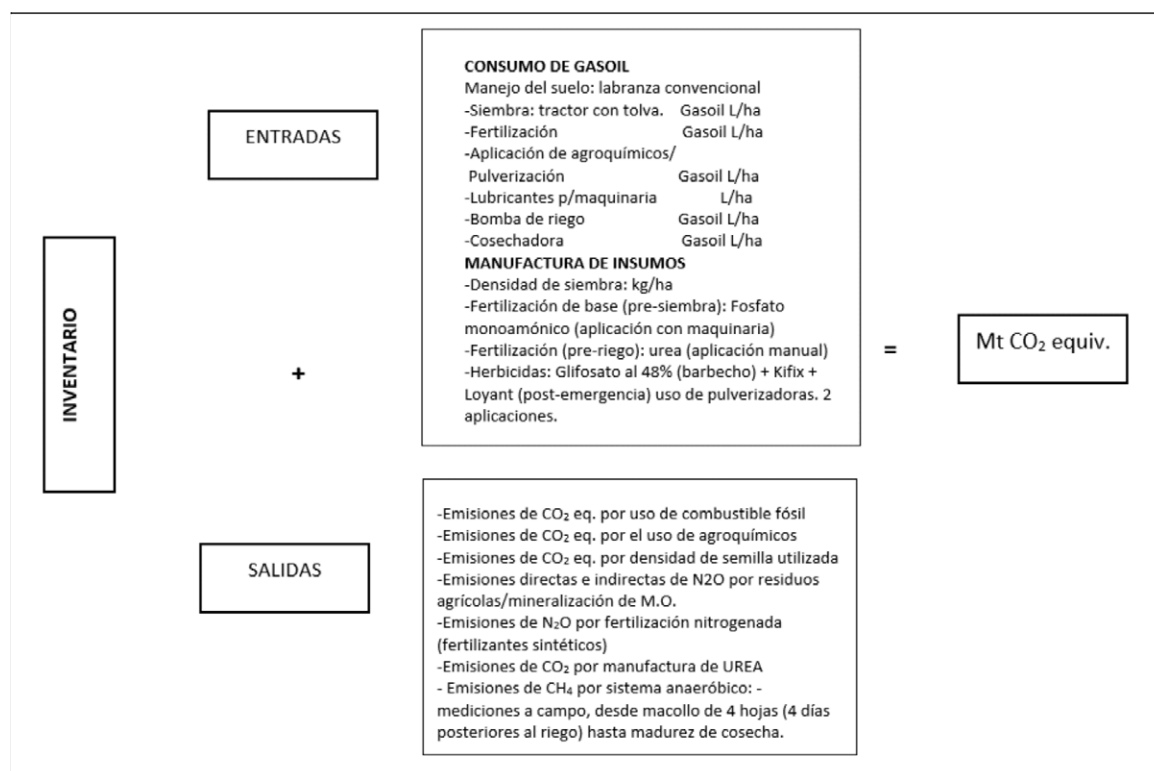 INVENTARIO
ENTRADAS
+
SALIDAS
CONSUMO DE GASOIL
Manejo del suelo: labranza convencional
-Siembra: tractor con tolva. Gasoil L/ha
-Fertilización Gasoil L/ha
-Aplicación de agroquímicos/
Pulverización Gasoil L/ha
-Lubricantes p/maquinaria L/ha
-Bomba de riego Gasoil L/ha
-Cosechadora Gasoil L/ha
MANUFACTURA DE INSUMOS
-Densidad de siembra: kg/ha
-Fertilización de base (pre-siembra): Fosfato
monoamónico (aplicación con maquinaria)
-Fertilización (pre-riego): urea (aplicación manual)
-Herbicidas: Glifosato al 48% (barbecho) + Kifix +
Loyant (post-emergencia) uso de pulverizadoras. 2
aplicaciones.
-Emisiones de CO₂ eq. por uso de combustible fósil
-Emisiones de CO₂ eq. por el uso de agroquímicos
-Emisiones de CO₂ eq. por densidad de semilla utilizada
-Emisiones directas e indirectas de N2O por residuos
agrícolas/mineralización de M.O.
-Emisiones de N₂O por fertilización nitrogenada
(fertilizantes sintéticos)
-Emisiones de CO₂ por manufactura de UREA
- Emisiones de CH₄ por sistema anaeróbico: -
mediciones a campo, desde macollo de 4 hojas (4 días
posteriores al riego) hasta madurez de cosecha.
=
Mt CO₂ equiv.